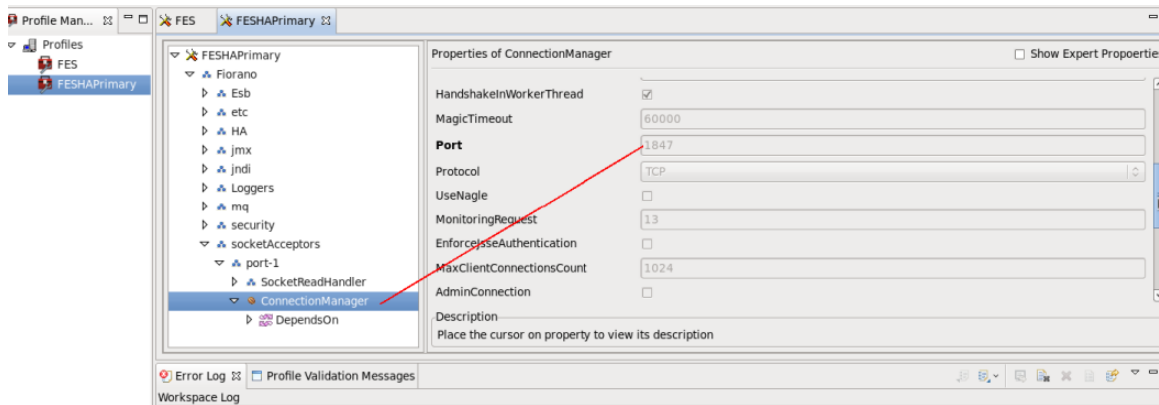 Profile Man...
FES
FESHAPrimary
Profiles
FES
FESHAPrimary
FESHAPrimary
Fiorano
Esb
etc
HA
jmx
jndi
Loggers
mq
security
socketAcceptors
port-1
SocketReadHandler
ConnectionManager
DependsOn
Properties of ConnectionManager
Show Expert Propoertie
HandshakeInWorkerThread
MagicTimeout 60000
Port 1847
Protocol TCP
UseNagle
MonitoringRequest 13
EnforceJsseAuthentication
MaxClientConnectionsCount 1024
AdminConnection
Description
Place the cursor on property to view its description
Error Log
Profile Validation Messages
Workspace Log